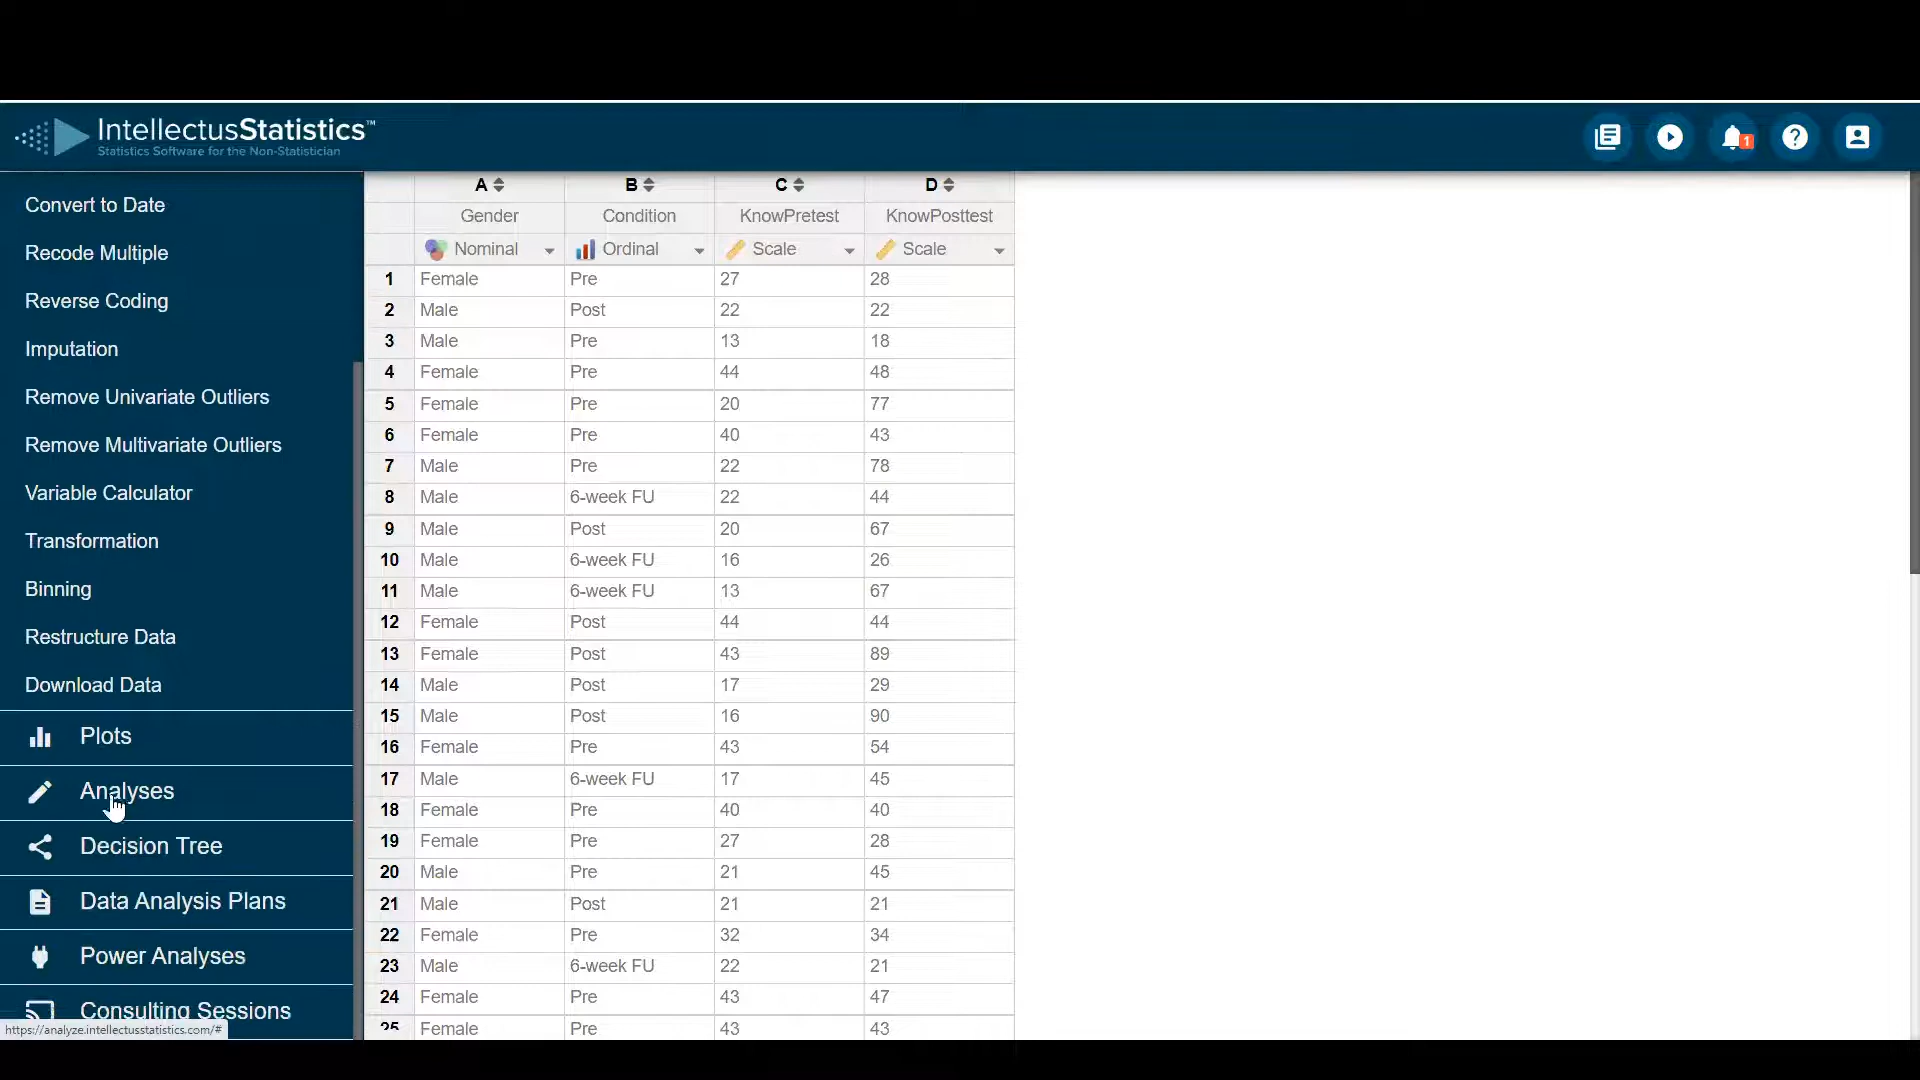 IntellectusStatistics™
Statistics Software for the Non-Statistician
1
Convert to Date
Recode Multiple
Reverse Coding
Imputation
Remove Univariate Outliers
Remove Multivariate Outliers
Variable Calculator
Transformation
Binning
Restructure Data
Download Data
Plots
Analyses
Decision Tree
Data Analysis Plans
Power Analyses
Consulting Sessions
https://analyze.intellectusstatistics.com/#
A B C D
Gender Condition KnowPretest KnowPosttest
Nominal Ordinal Scale Scale
1 Female Pre 27 28
2 Male Post 22 22
3 Male Pre 13 18
4 Female Pre 44 48
5 Female Pre 20 77
6 Female Pre 40 43
7 Male Pre 22 78
8 Male 6-week FU 22 44
9 Male Post 20 67
10 Male 6-week FU 16 26
11 Male 6-week FU 13 67
12 Female Post 44 44
13 Female Post 43 89
14 Male Post 17 29
15 Male Post 16 90
16 Female Pre 43 54
17 Male 6-week FU 17 45
18 Female Pre 40 40
19 Female Pre 27 28
20 Male Pre 21 45
21 Male Post 21 21
22 Female Pre 32 34
23 Male 6-week FU 22 21
24 Female Pre 43 47
25 Female Pre 43 43